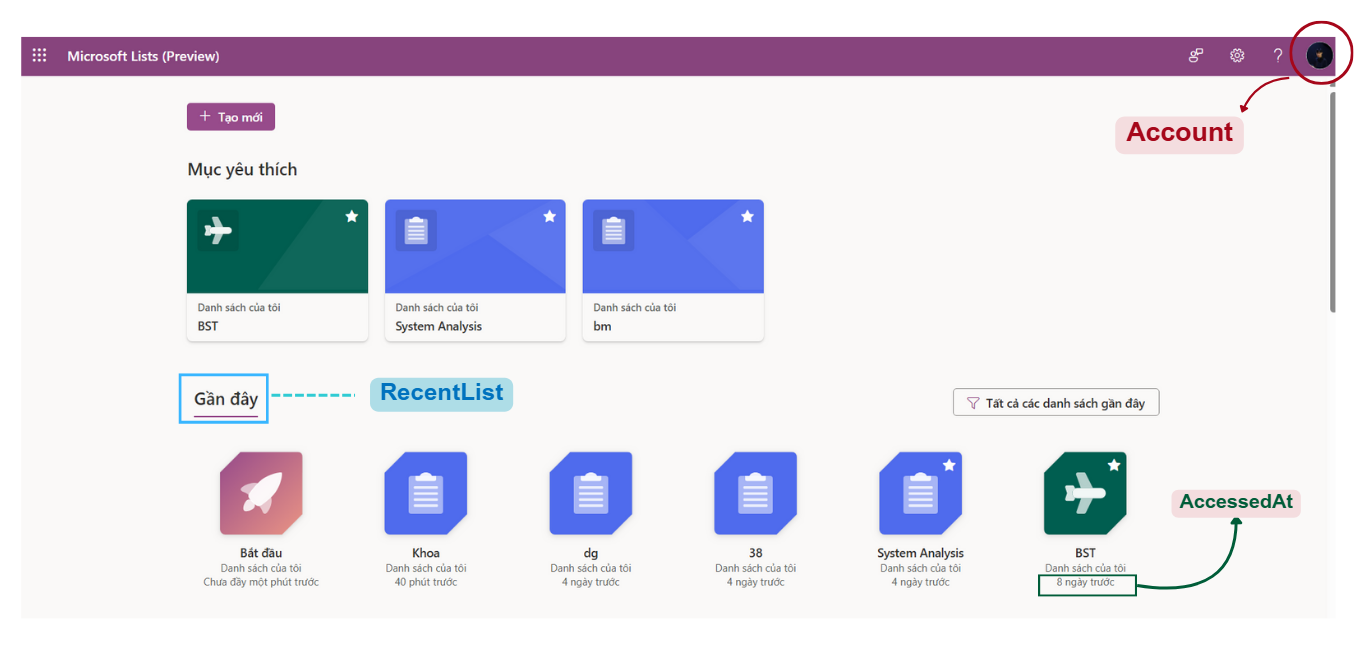 Microsoft Lists (Preview)
?
+ Tạo mới
Account
Mục yêu thích
Danh sách của tôi
BST
Danh sách của tôi
System Analysis
Danh sách của tôi
bm
Gần đây
RecentList
Tất cả các danh sách gần đây
AccessedAt
Bắt đầu
Danh sách của tôi
Chưa đầy một phút trước
Khoa
Danh sách của tôi
40 phút trước
dg
Danh sách của tôi
4 ngày trước
38
Danh sách của tôi
4 ngày trước
System Analysis
Danh sách của tôi
4 ngày trước
BST
Danh sách của tôi
8 ngày trước